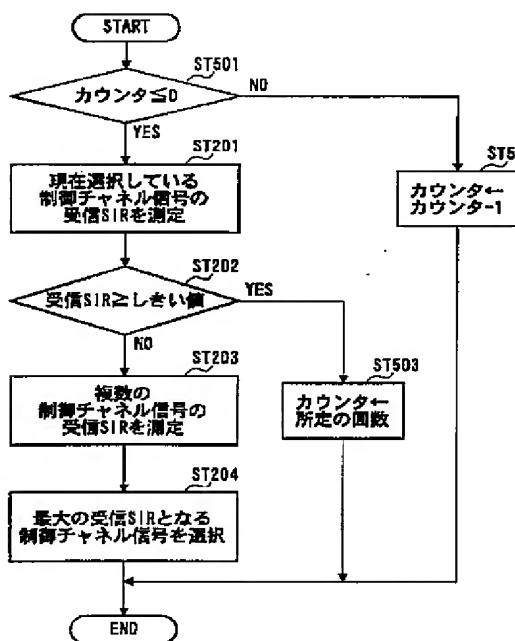 START
ST501
カウンタ≦0
NO
YES
ST201
現在選択している
制御チャネル信号の
受信SIRを測定
ST5
カウンタ←
カウンタ-1
ST202
受信SIR≧しきい値
YES
NO
ST203
複数の
制御チャネル信号の
受信SIRを測定
ST503
カウンタ←
所定の回数
ST204
最大の受信SIRとなる
制御チャネル信号を選択
END